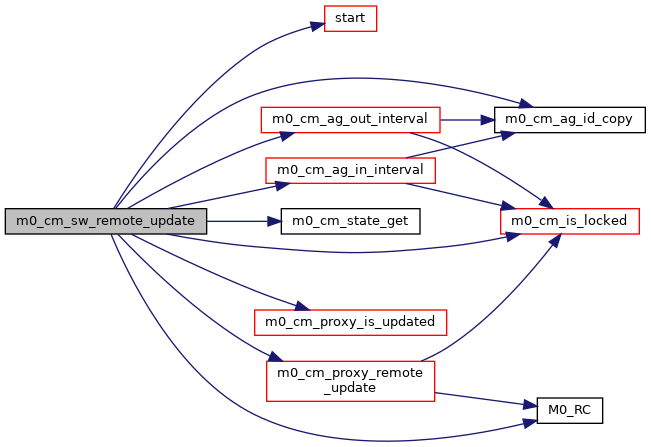 start
m0_cm_ag_out_interval
m0_cm_ag_id_copy
m0_cm_ag_in_interval
m0_cm_sw_remote_update
m0_cm_state_get
m0_cm_is_locked
m0_cm_proxy_is_updated
m0_cm_proxy_remote
_update
M0_RC